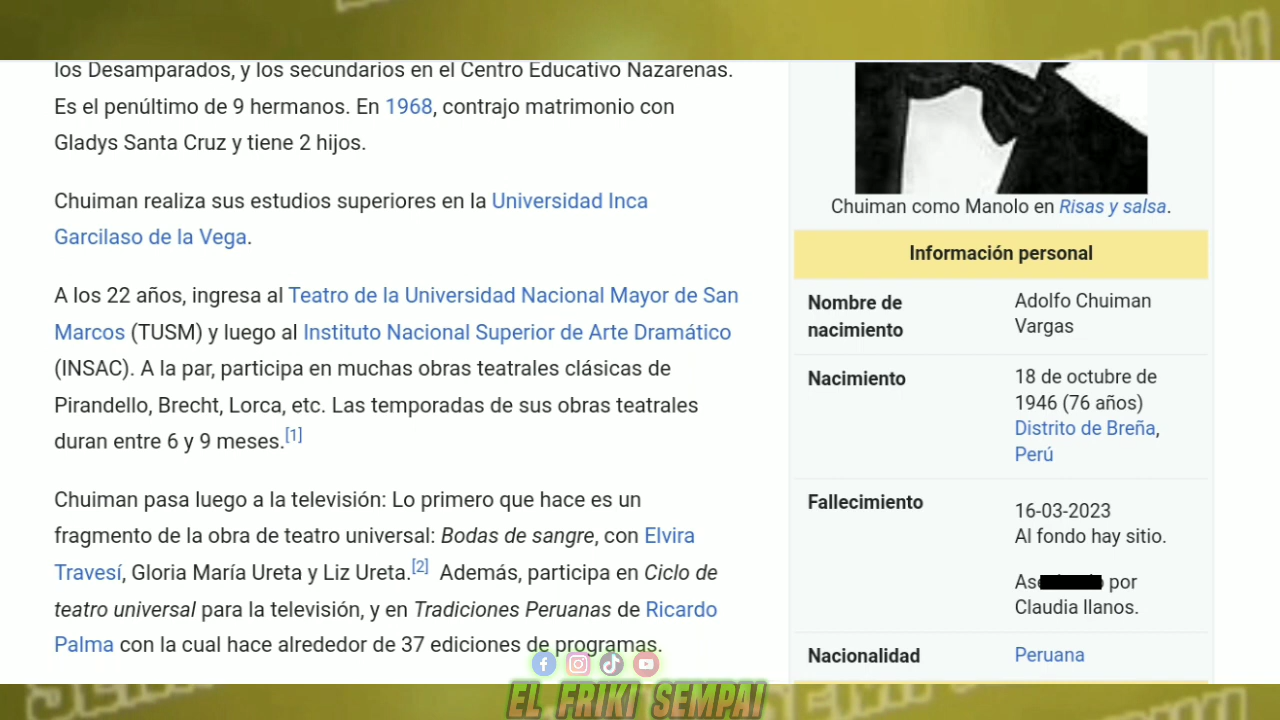 los Desamparados, y los secundarios en el Centro Educativo Nazarenas.
Es el penúltimo de 9 hermanos. En 1968, contrajo matrimonio con
Gladys Santa Cruz y tiene 2 hijos.
Chuiman realiza sus estudios superiores en la Universidad Inca
Garcilaso de la Vega.
A los 22 años, ingresa al Teatro de la Universidad Nacional Mayor de San
Marcos (TUSM) y luego al Instituto Nacional Superior de Arte Dramático
(INSAC). A la par, participa en muchas obras teatrales clásicas de
Pirandello, Brecht, Lorca, etc. Las temporadas de sus obras teatrales
duran entre 6 y 9 meses.[1]
Chuiman pasa luego a la televisión: Lo primero que hace es un
fragmento de la obra de teatro universal: Bodas de sangre, con Elvira
Travesí, Gloria María Ureta y Liz Ureta.[2] Además, participa en Ciclo de
teatro universal para la televisión, y en Tradiciones Peruanas de Ricardo
Palma con la cual hace alrededor de 37 ediciones de programas.
Chuiman como Manolo en Risas y salsa.
Información personal
Nombre de
nacimiento
Adolfo Chuiman
Vargas
Nacimiento
18 de octubre de
1946 (76 años)
Distrito de Breña,
Perú
Fallecimiento
16-03-2023
Al fondo hay sitio.
por
Claudia llanos.
Nacionalidad
Peruana
EL FRIKI SEMPAI